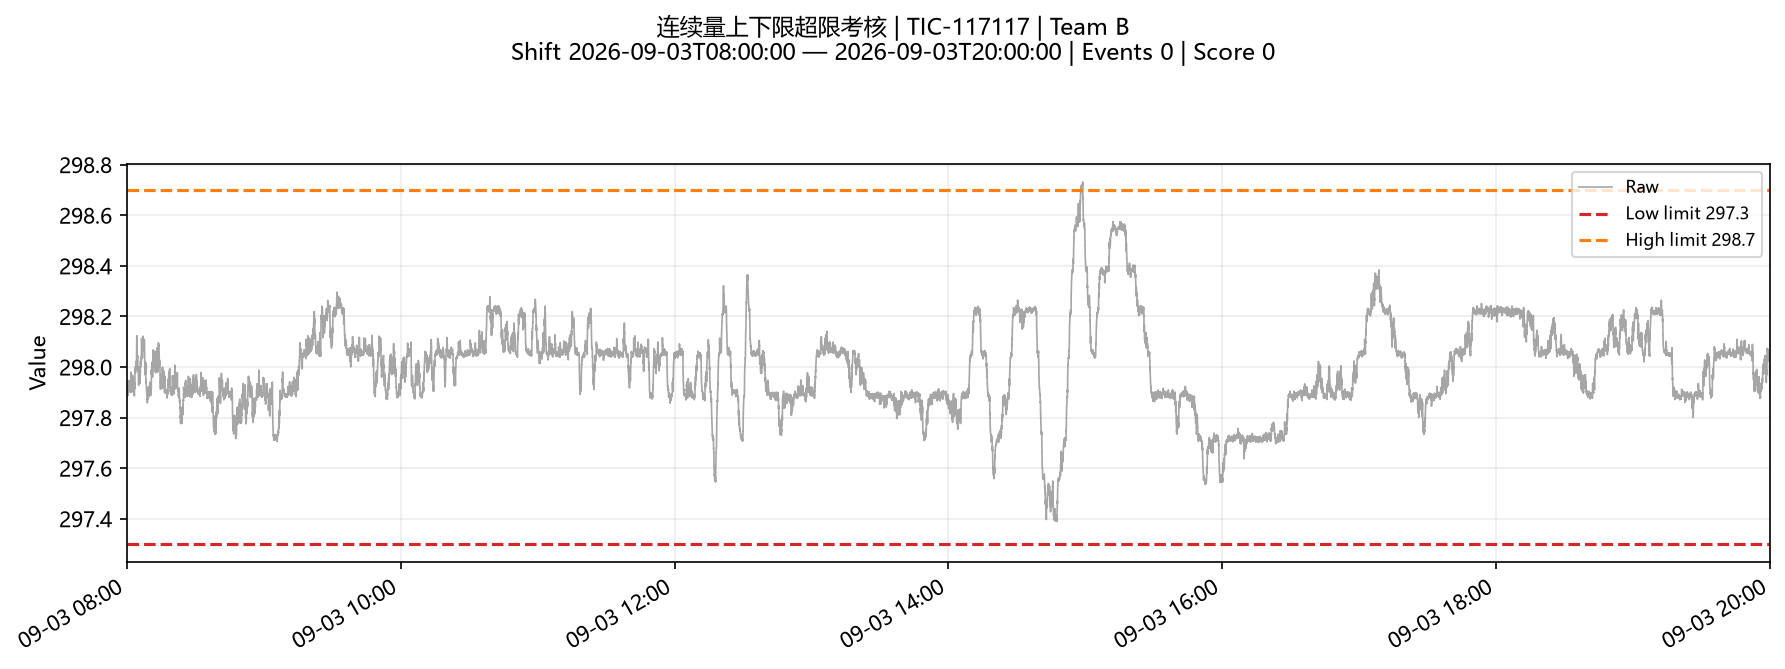 连续量上下限超限考核 | TIC-117117 | Team B
Shift 2026-09-03T08:00:00 — 2026-09-03T20:00:00 | Events 0 | Score 0
298.8
298.6
298.4
298.2
298.0
297.8
297.6
297.4
Value
Raw
Low limit 297.3
High limit 298.7
09-03 08:00
09-03 10:00
09-03 12:00
09-03 14:00
09-03 16:00
09-03 18:00
09-03 20:00